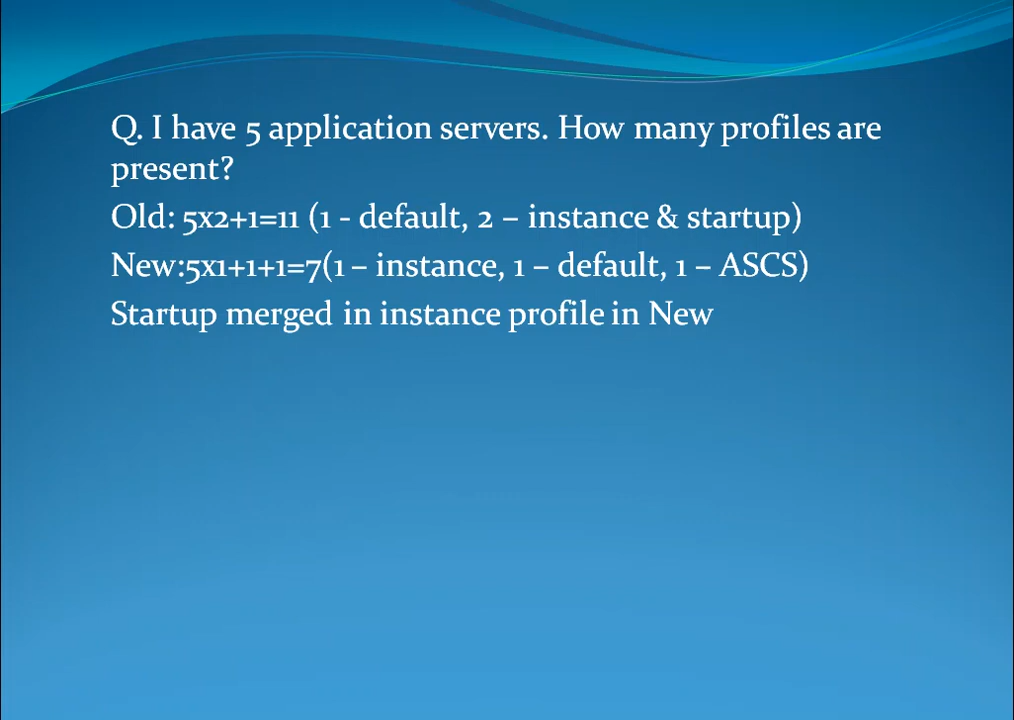 Q. I have 5 application servers. How many profiles are
present?
Old: 5x2+1=11 (1 - default, 2 – instance & startup)
New:5x1+1+1=7(1 – instance, 1 – default, 1 – ASCS)
Startup merged in instance profile in New